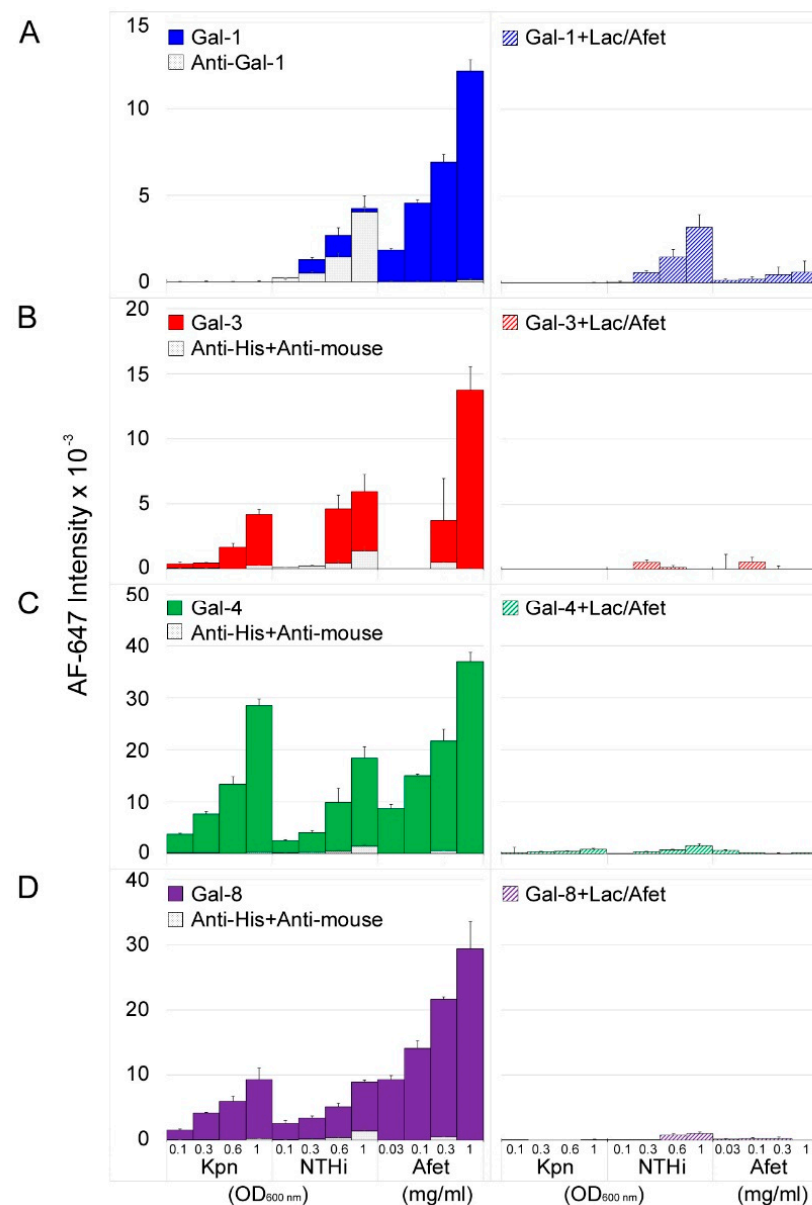 A
15
10
5
0
Gal-1
Anti-Gal-1
Gal-1+Lac/Afet
B
20
15
10
5
0
Gal-3
Anti-His+Anti-mouse
Gal-3+Lac/Afet
AF-647 Intensity x 10⁻³
C
50
40
30
20
10
0
Gal-4
Anti-His+Anti-mouse
Gal-4+Lac/Afet
D
40
30
20
10
0
Gal-8
Anti-His+Anti-mouse
Gal-8+Lac/Afet
0.1 0.3 0.6 1 0.1 0.3 0.6 1 0.03 0.1 0.3 1 0.1 0.3 0.6 1 0.1 0.3 0.6 1 0.03 0.1 0.3 1
Kpn NTHi Afet Kpn NTHi Afet
(OD600 nm) (mg/ml) (OD600 nm) (mg/ml)